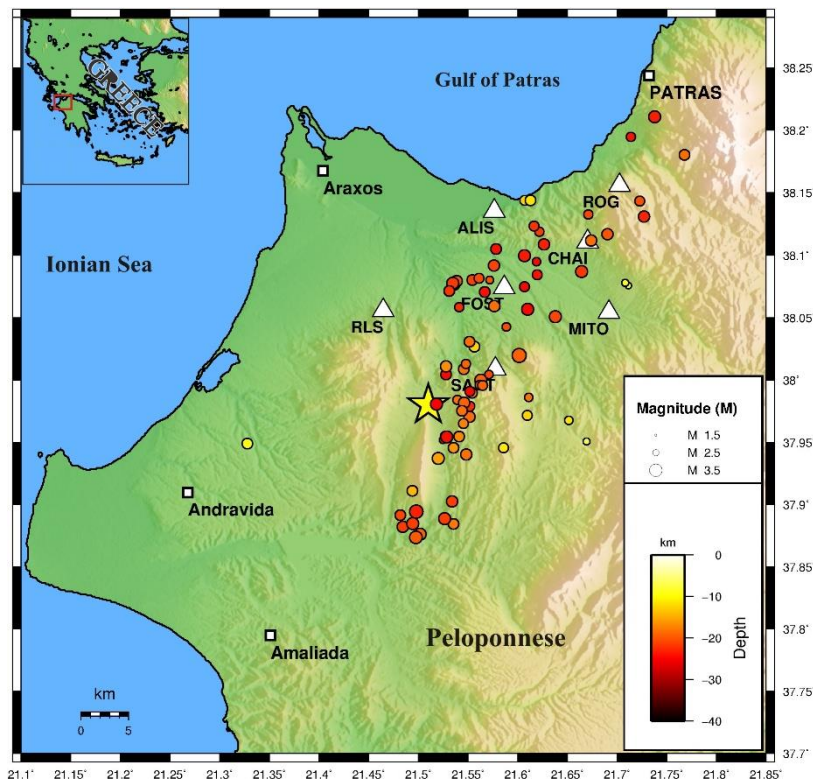 GREECE
Gulf of Patras
PATRAS
Araxos
ROG
ALIS
CHAI
Ionian Sea
FOST
RLS
MITO
Magnitude (M)
M 1.5
M 2.5
M 3.5
Andravida
km
0
−10
−20
−30
−40
Depth
Peloponnese
Amaliada
km
0 5
38.25
38.2˙
38.15
38.1˙
38.05
38˙
37.95
37.9˙
37.85
37.8˙
37.75
37.7˙
21.1˙ 21.15˙ 21.2˙ 21.25˙ 21.3˙ 21.35˙ 21.4˙ 21.45˙ 21.5˙ 21.55˙ 21.6˙ 21.65˙ 21.7˙ 21.75˙ 21.8˙ 21.85˙